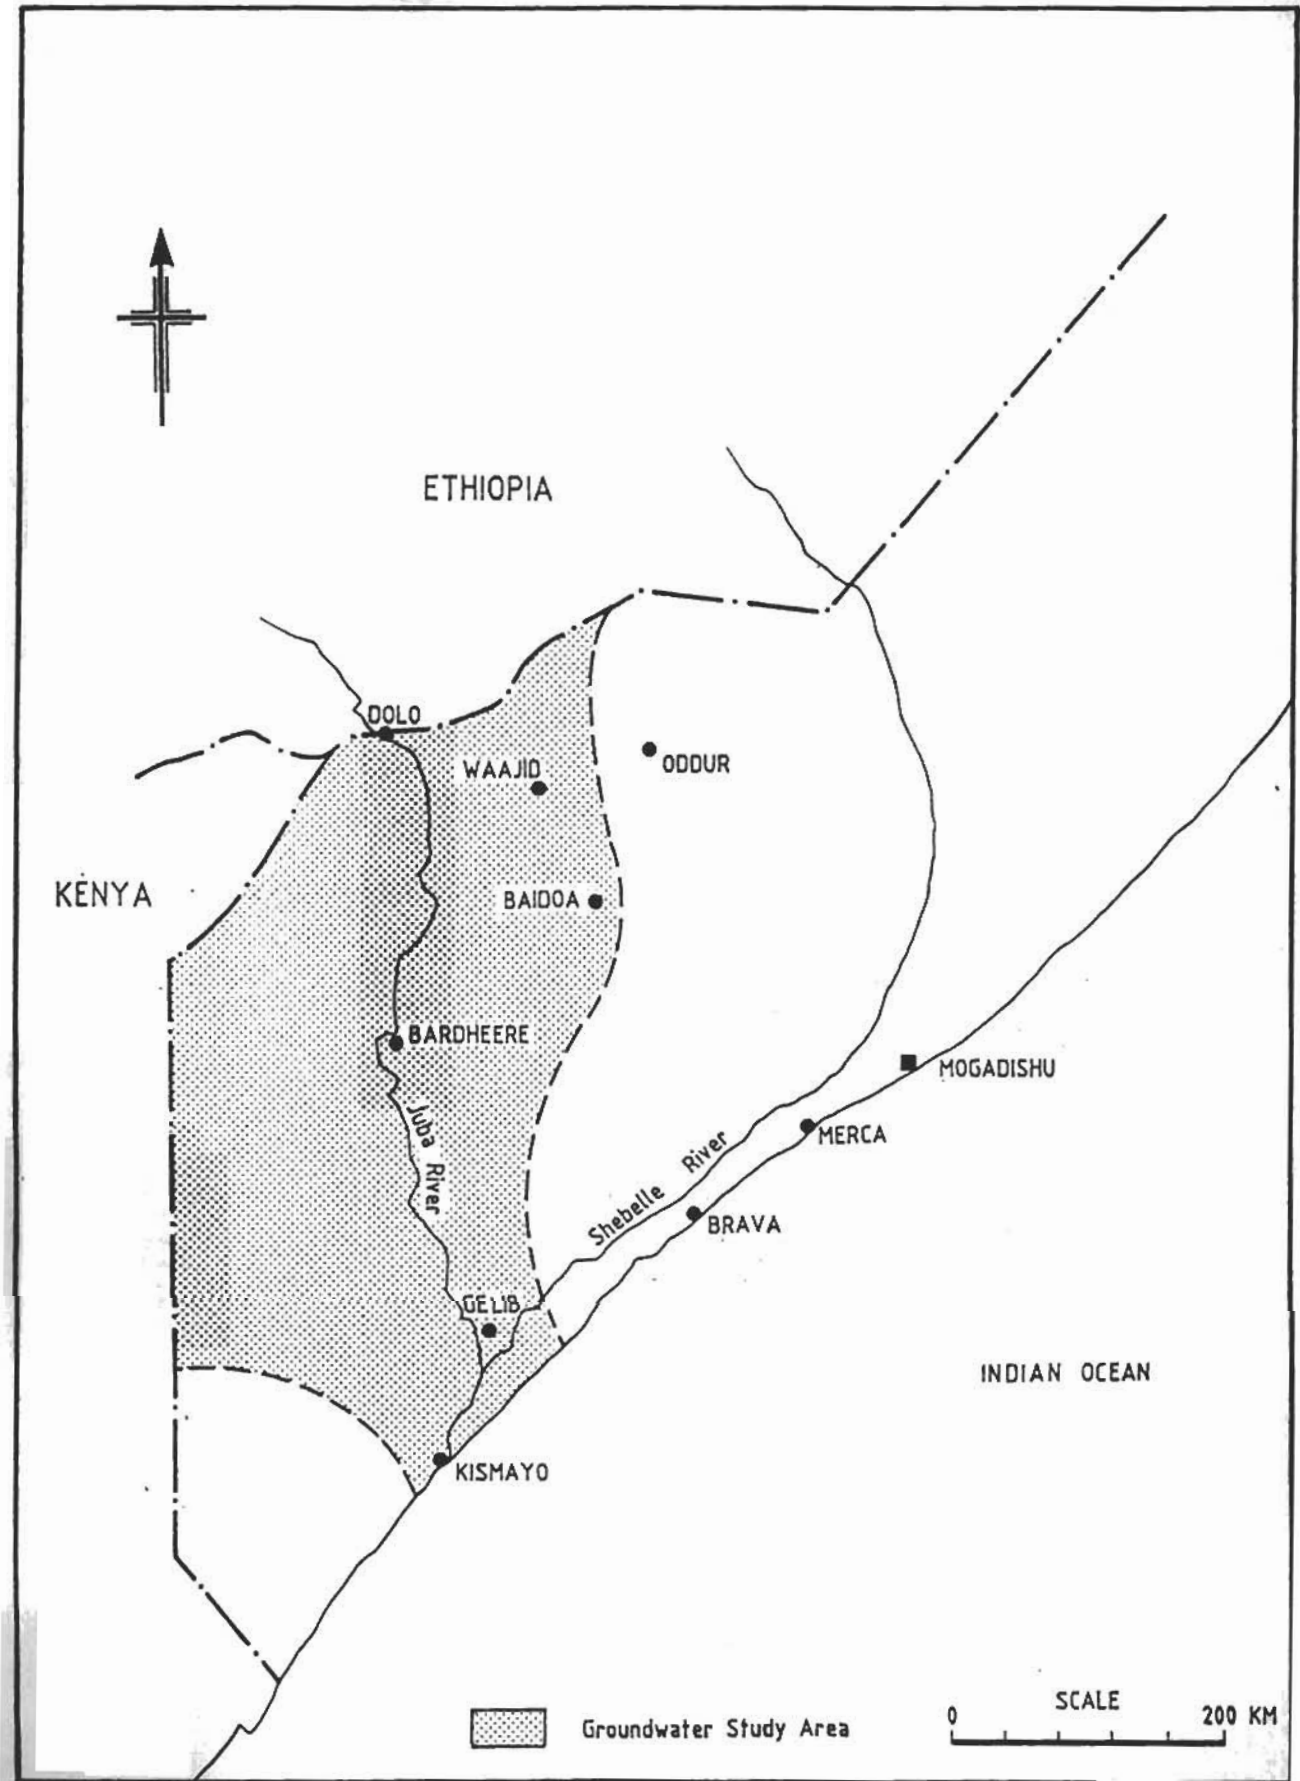 ETHIOPIA
DOLO
WAAJID
ODDUR
KENYA
BAIDOA
BARDHEERE
MOGADISHU
Juba River
MERCA
Shebelle River
BRAVA
GELIB
INDIAN OCEAN
KISMAYO
SCALE
0 200 KM
Groundwater Study Area